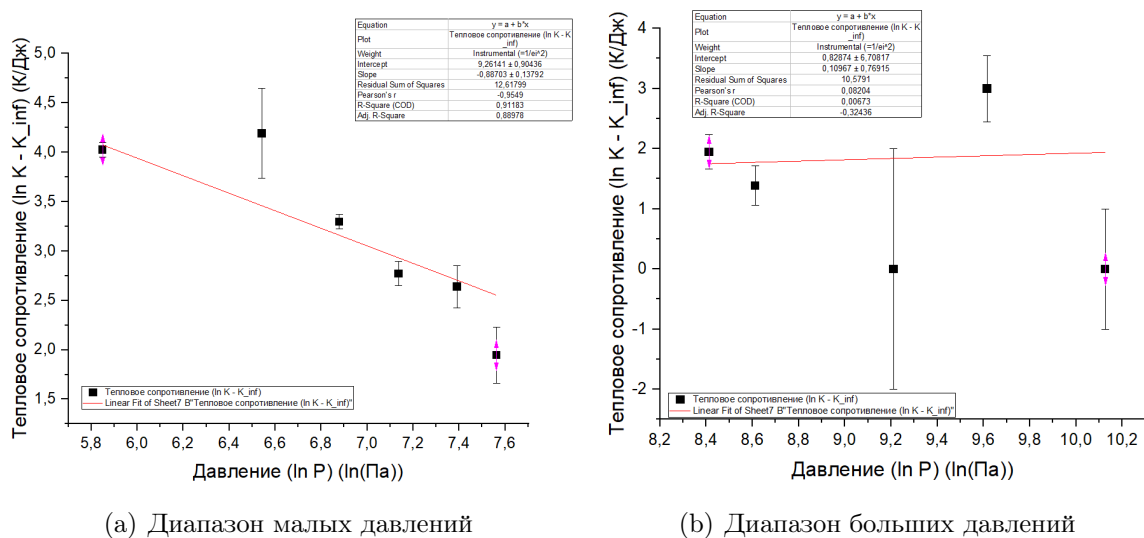 Equation y = a + b*x
Plot Тепловое сопротивление (ln K - K
_inf)
Weight Instrumental (=1/ei^2)
Intercept 9,26141 ± 0,90436
Slope -0,88703 ± 0,13792
Residual Sum of Squares 12,61799
Pearson's r -0,9549
R-Square (COD) 0,91183
Adj. R-Square 0,88978
Тепловое сопротивление (ln K - K_inf) (К/Дж)
5,0
4,5
4,0
3,5
3,0
2,5
2,0
1,5
Тепловое сопротивление (ln K - K_inf)
Linear Fit of Sheet7 B"Тепловое сопротивление (ln K - K_inf)"
5,8 6,0 6,2 6,4 6,6 6,8 7,0 7,2 7,4 7,6
Давление (ln P) (ln(Па))
(a) Диапазон малых давлений
Equation y = a + b*x
Plot Тепловое сопротивление (ln K - K
_inf)
Weight Instrumental (=1/ei^2)
Intercept 0,82874 ± 6,70817
Slope 0,10967 ± 0,76915
Residual Sum of Squares 10,5791
Pearson's r 0,08204
R-Square (COD) 0,00673
Adj. R-Square -0,32436
Тепловое сопротивление (ln K - K_inf) (К/Дж)
4
3
2
1
0
-1
-2
Тепловое сопротивление (ln K - K_inf)
Linear Fit of Sheet7 B"Тепловое сопротивление (ln K - K_inf)"
8,2 8,4 8,6 8,8 9,0 9,2 9,4 9,6 9,8 10,0 10,2
Давление (ln P) (ln(Па))
(b) Диапазон больших давлений